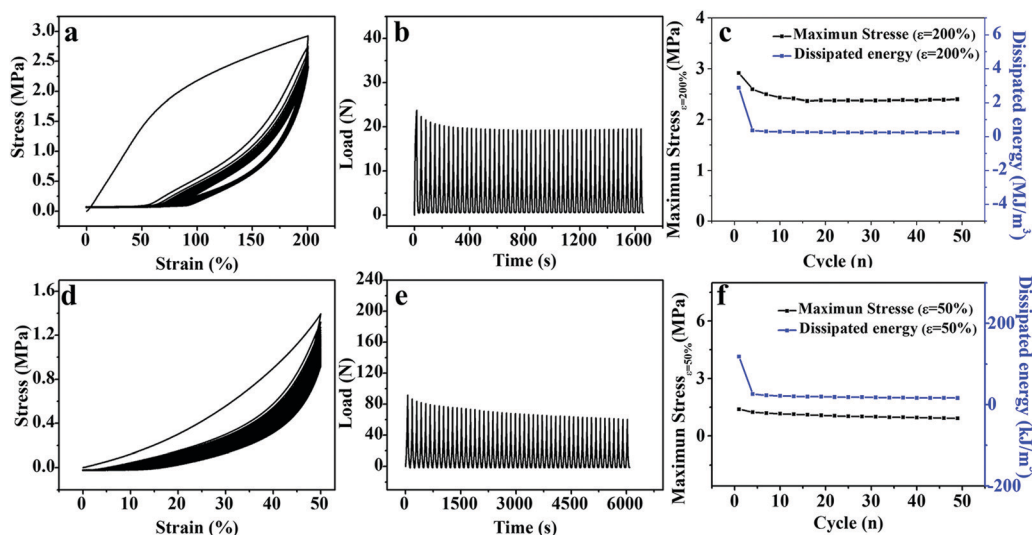 a
3.0
2.5
2.0
1.5
1.0
0.5
0.0
Stress (MPa)
0 50 100 150 200
Strain (%)
b
40
30
20
10
0
Load (N)
0 400 800 1200 1600
Time (s)
c
Maximun Stresse (ε=200%)
Dissipated energy (ε=200%)
4
3
2
1
0
Maximun Stress ε=200% (MPa)
6
4
2
0
-2
-4
Dissipated energy (MJ/m³)
0 10 20 30 40 50
Cycle (n)
d
1.6
1.2
0.8
0.4
0.0
Stress (MPa)
0 10 20 30 40 50
Strain (%)
e
240
200
160
120
80
40
0
Load (N)
0 1500 3000 4500 6000
Time (s)
f
Maximun Stresse (ε=50%)
Dissipated energy (ε=50%)
6
3
0
Maximun Stress ε=50% (MPa)
200
0
-200
Dissipated energy (kJ/m³)
0 10 20 30 40 50
Cycle (n)